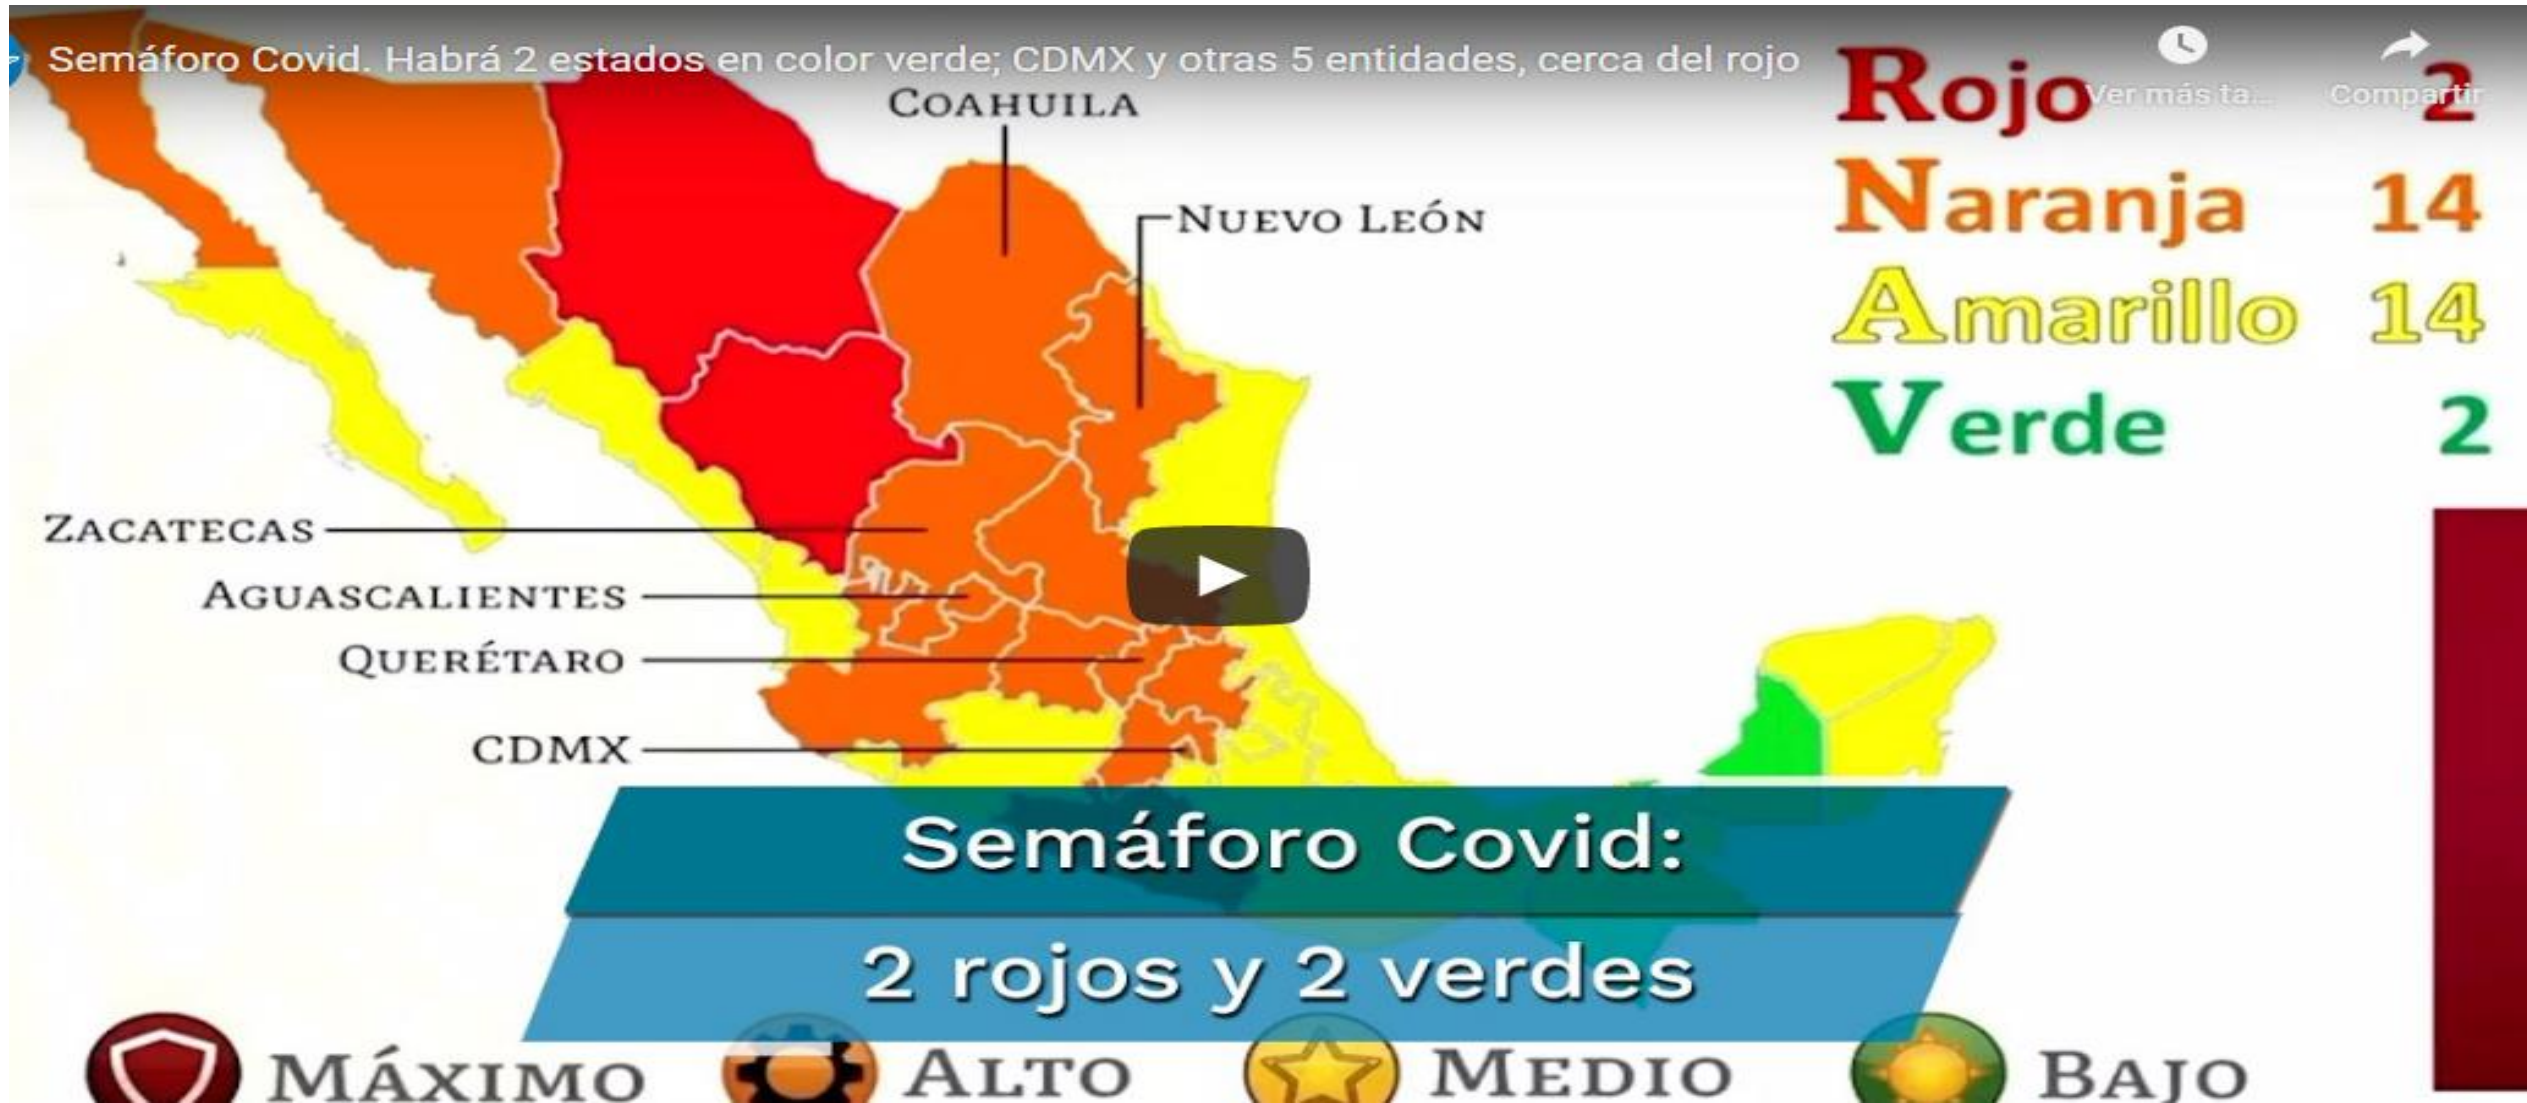 Semáforo Covid. Habrá 2 estados en color verde; CDMX y otras 5 entidades, cerca del rojo
Ver más ta...
Compartir
Rojo 2
Naranja 14
Amarillo 14
Verde 2
COAHUILA
NUEVO LEÓN
ZACATECAS
AGUASCALIENTES
QUERÉTARO
CDMX
Semáforo Covid:
2 rojos y 2 verdes
MÁXIMO ALTO MEDIO BAJO